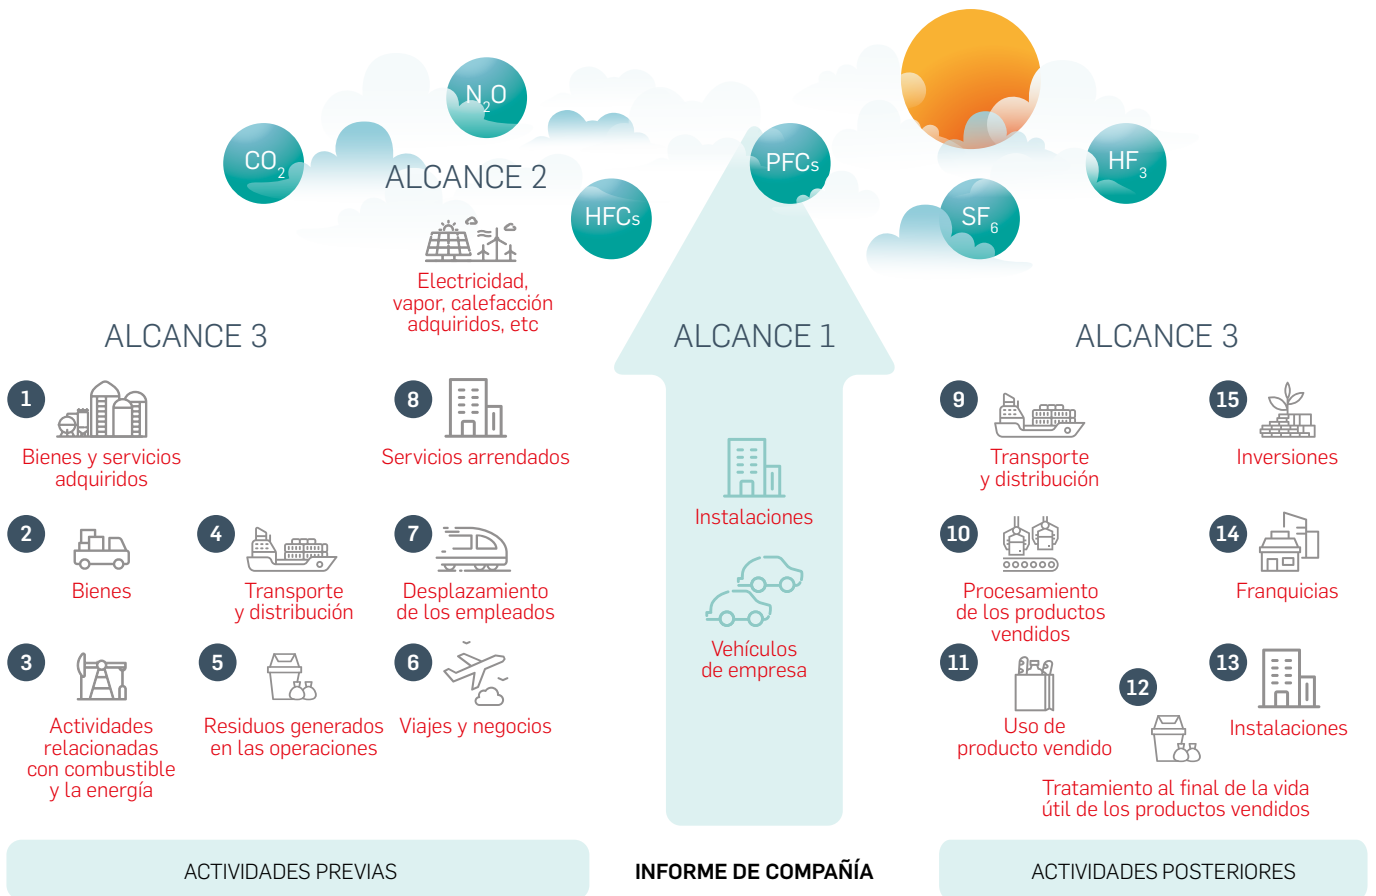 N₂O
CO₂
PFCs
HF₃
HFCs
SF₆
ALCANCE 2
Electricidad,
vapor, calefacción
adquiridos, etc
ALCANCE 3
1
Bienes y servicios
adquiridos
2
Bienes
3
Actividades
relacionadas
con combustible
y la energía
4
Transporte
y distribución
5
Residuos generados
en las operaciones
6
Viajes y negocios
7
Desplazamiento
de los empleados
8
Servicios arrendados
ALCANCE 1
Instalaciones
Vehículos
de empresa
ALCANCE 3
9
Transporte
y distribución
10
Procesamiento
de los productos
vendidos
11
Uso de
producto vendido
12
Tratamiento al final de la vida
útil de los productos vendidos
13
Instalaciones
14
Franquicias
15
Inversiones
ACTIVIDADES PREVIAS
INFORME DE COMPAÑÍA
ACTIVIDADES POSTERIORES